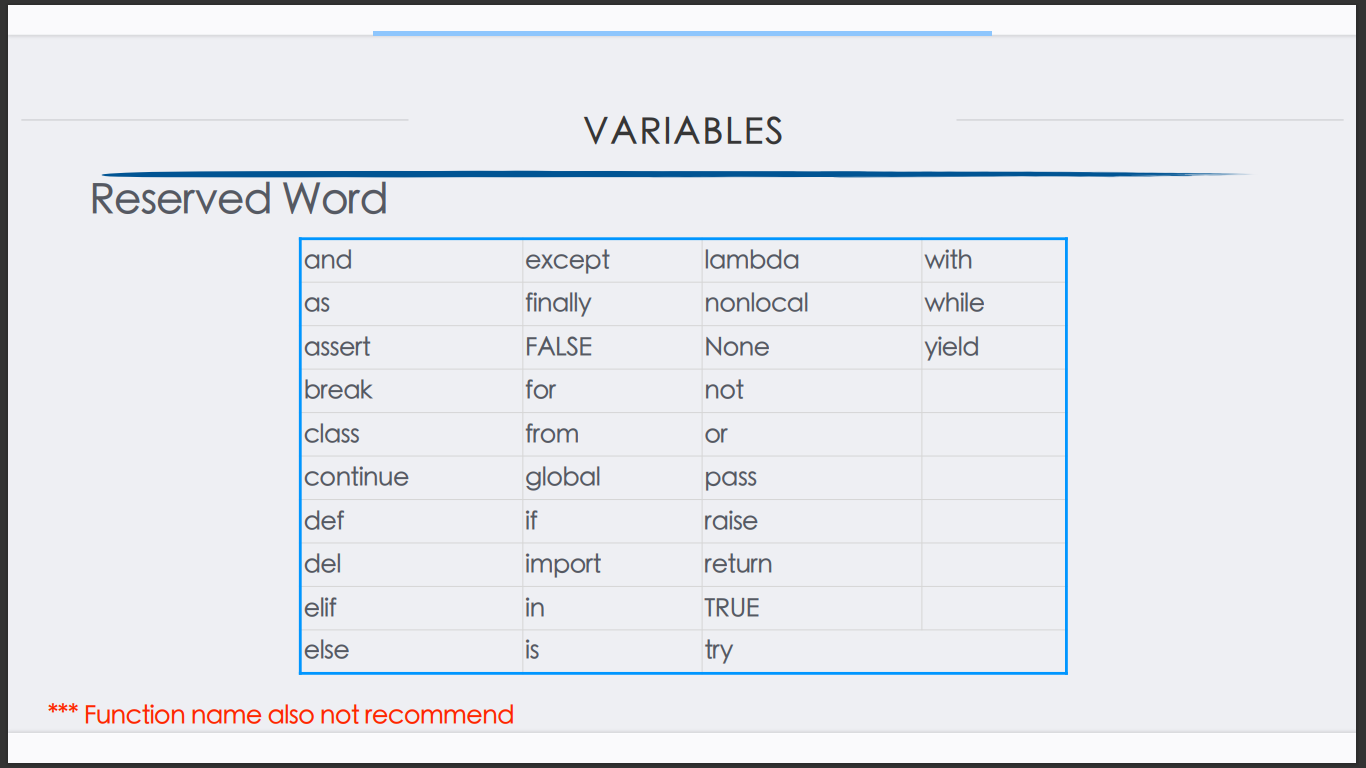 VARIABLES
Reserved Word
and except lambda with
as finally nonlocal while
assert FALSE None yield
break for not
class from or
continue global pass
def if raise
del import return
elif in TRUE
else is try
*** Function name also not recommend